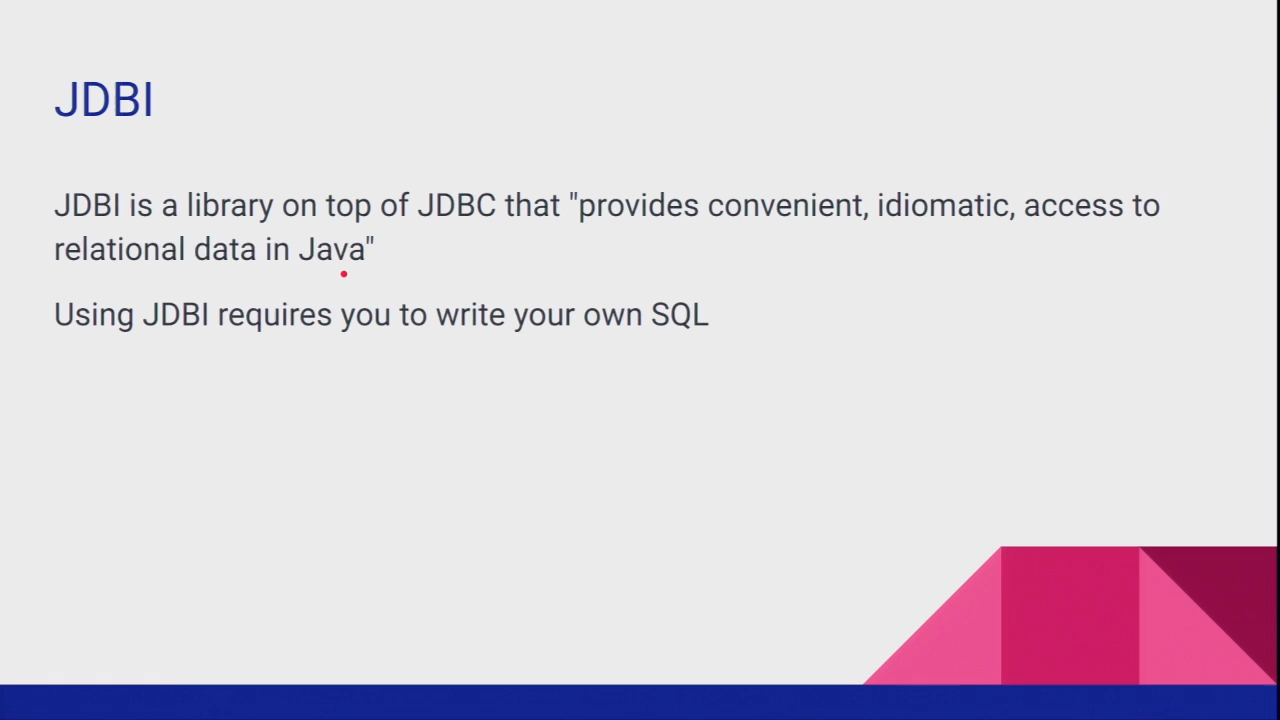 JDBI
JDBI is a library on top of JDBC that "provides convenient, idiomatic, access to
relational data in Java"
Using JDBI requires you to write your own SQL